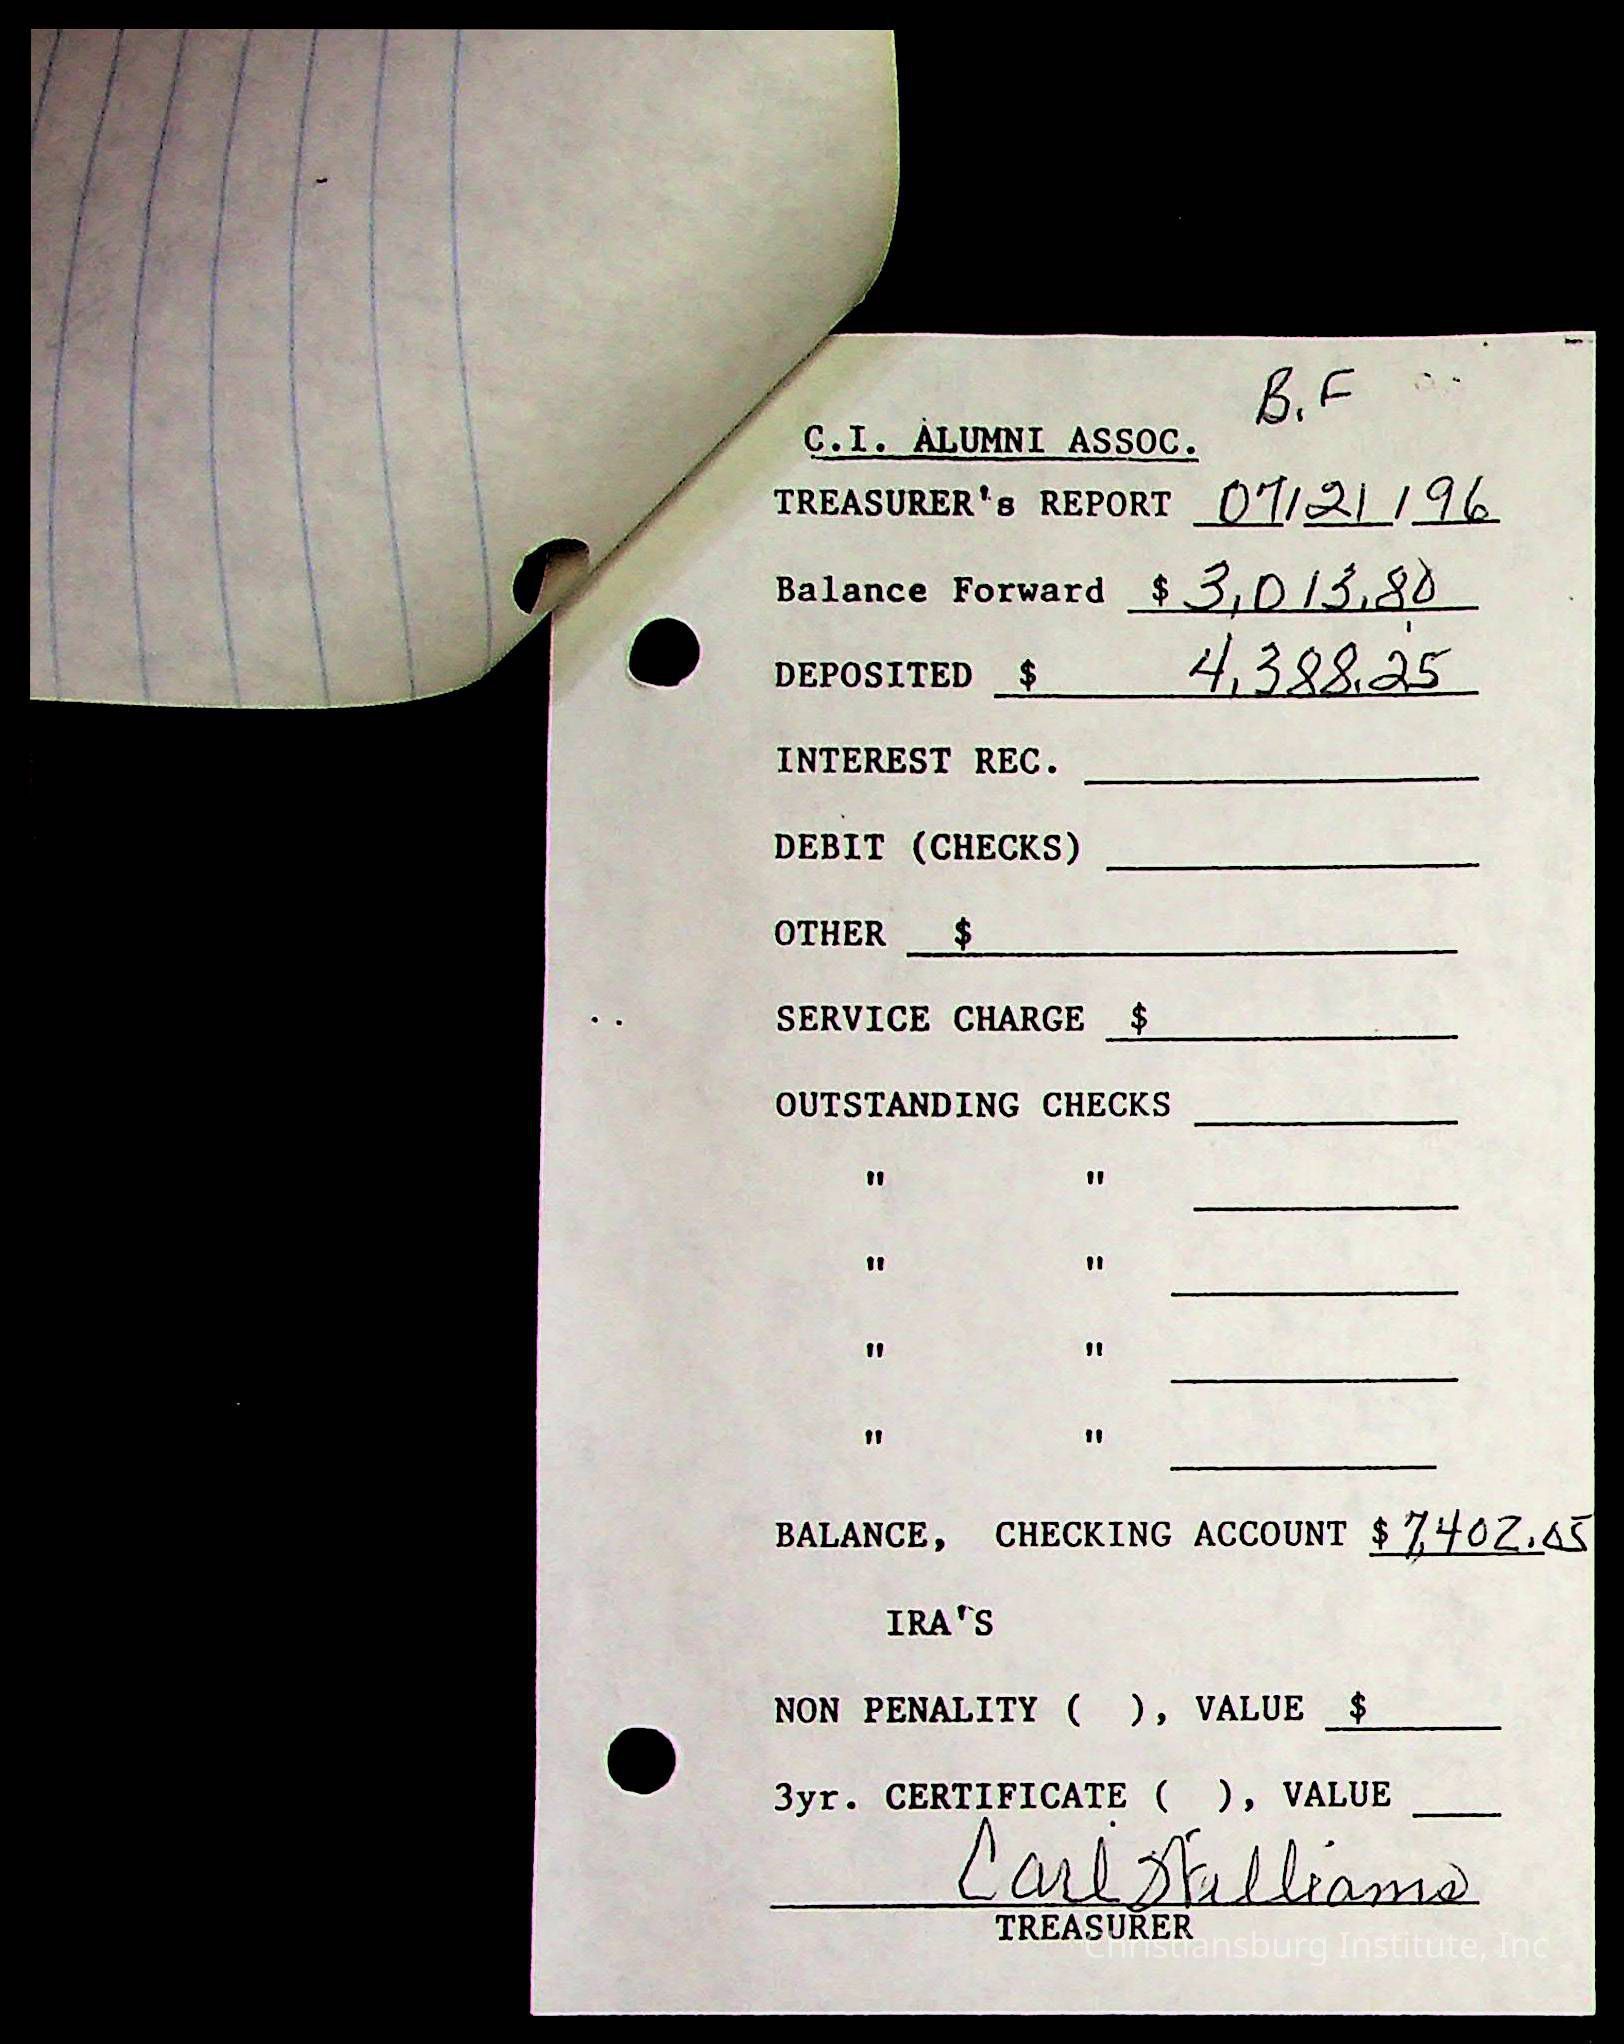 B.F
C.I. ALUMNI ASSOC.
TREASURER's REPORT 07/21/96
Balance Forward $ 3,013.80
DEPOSITED $ 4,388.25
INTEREST REC.
DEBIT (CHECKS)
OTHER $
SERVICE CHARGE $
OUTSTANDING CHECKS
" "
" "
" "
" "
BALANCE, CHECKING ACCOUNT $7,402.05
IRA'S
NON PENALITY ( ), VALUE $
3yr. CERTIFICATE ( ), VALUE
Carl Williams
TREASURER
Christiansburg Institute, Inc